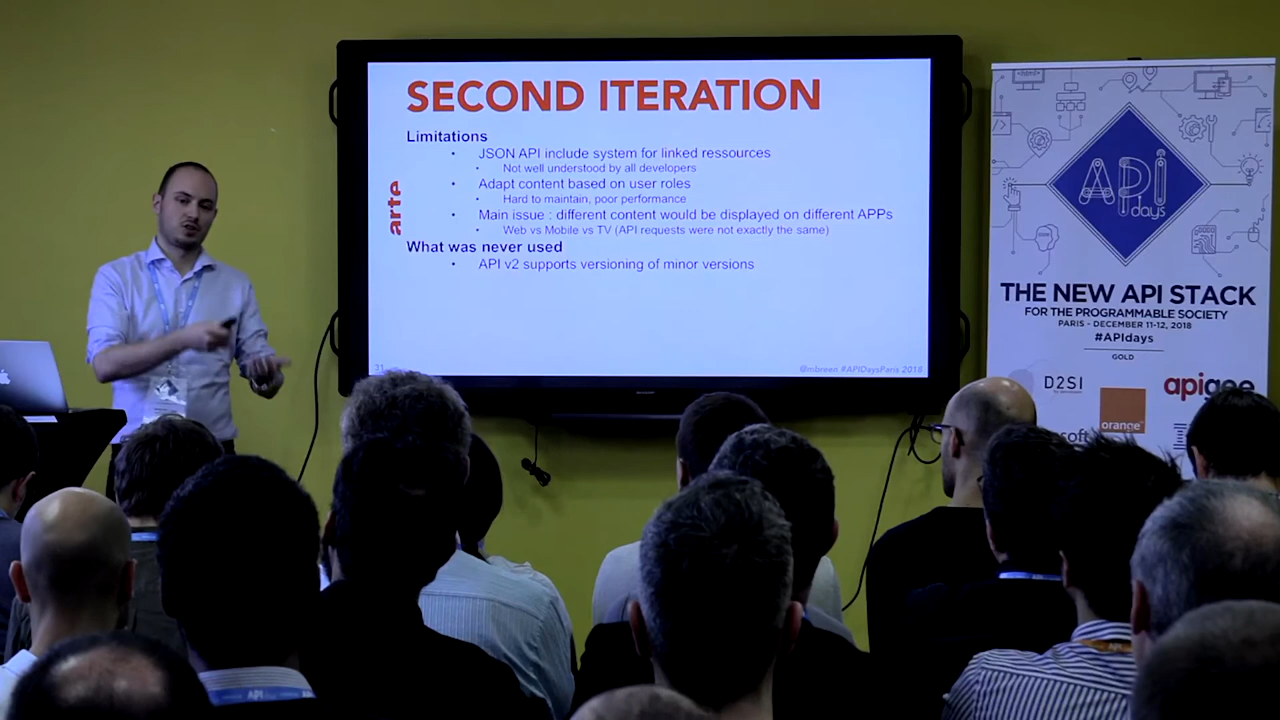 SECOND ITERATION
Limitations
• JSON API include system for linked ressources
• Not well understood by all developers
• Adapt content based on user roles
• Hard to maintain, poor performance
• Main issue : different content would be displayed on different APPs
• Web vs Mobile vs TV (API requests were not exactly the same)
What was never used
• API v2 supports versioning of minor versions
arte
31
@mbreen #APIDaysParis 2018
<html>
API
days
THE NEW API STACK
FOR THE PROGRAMMABLE SOCIETY
PARIS - DECEMBER 11-12, 2018
#APIdays
GOLD
D2SI
apigee
orange
API